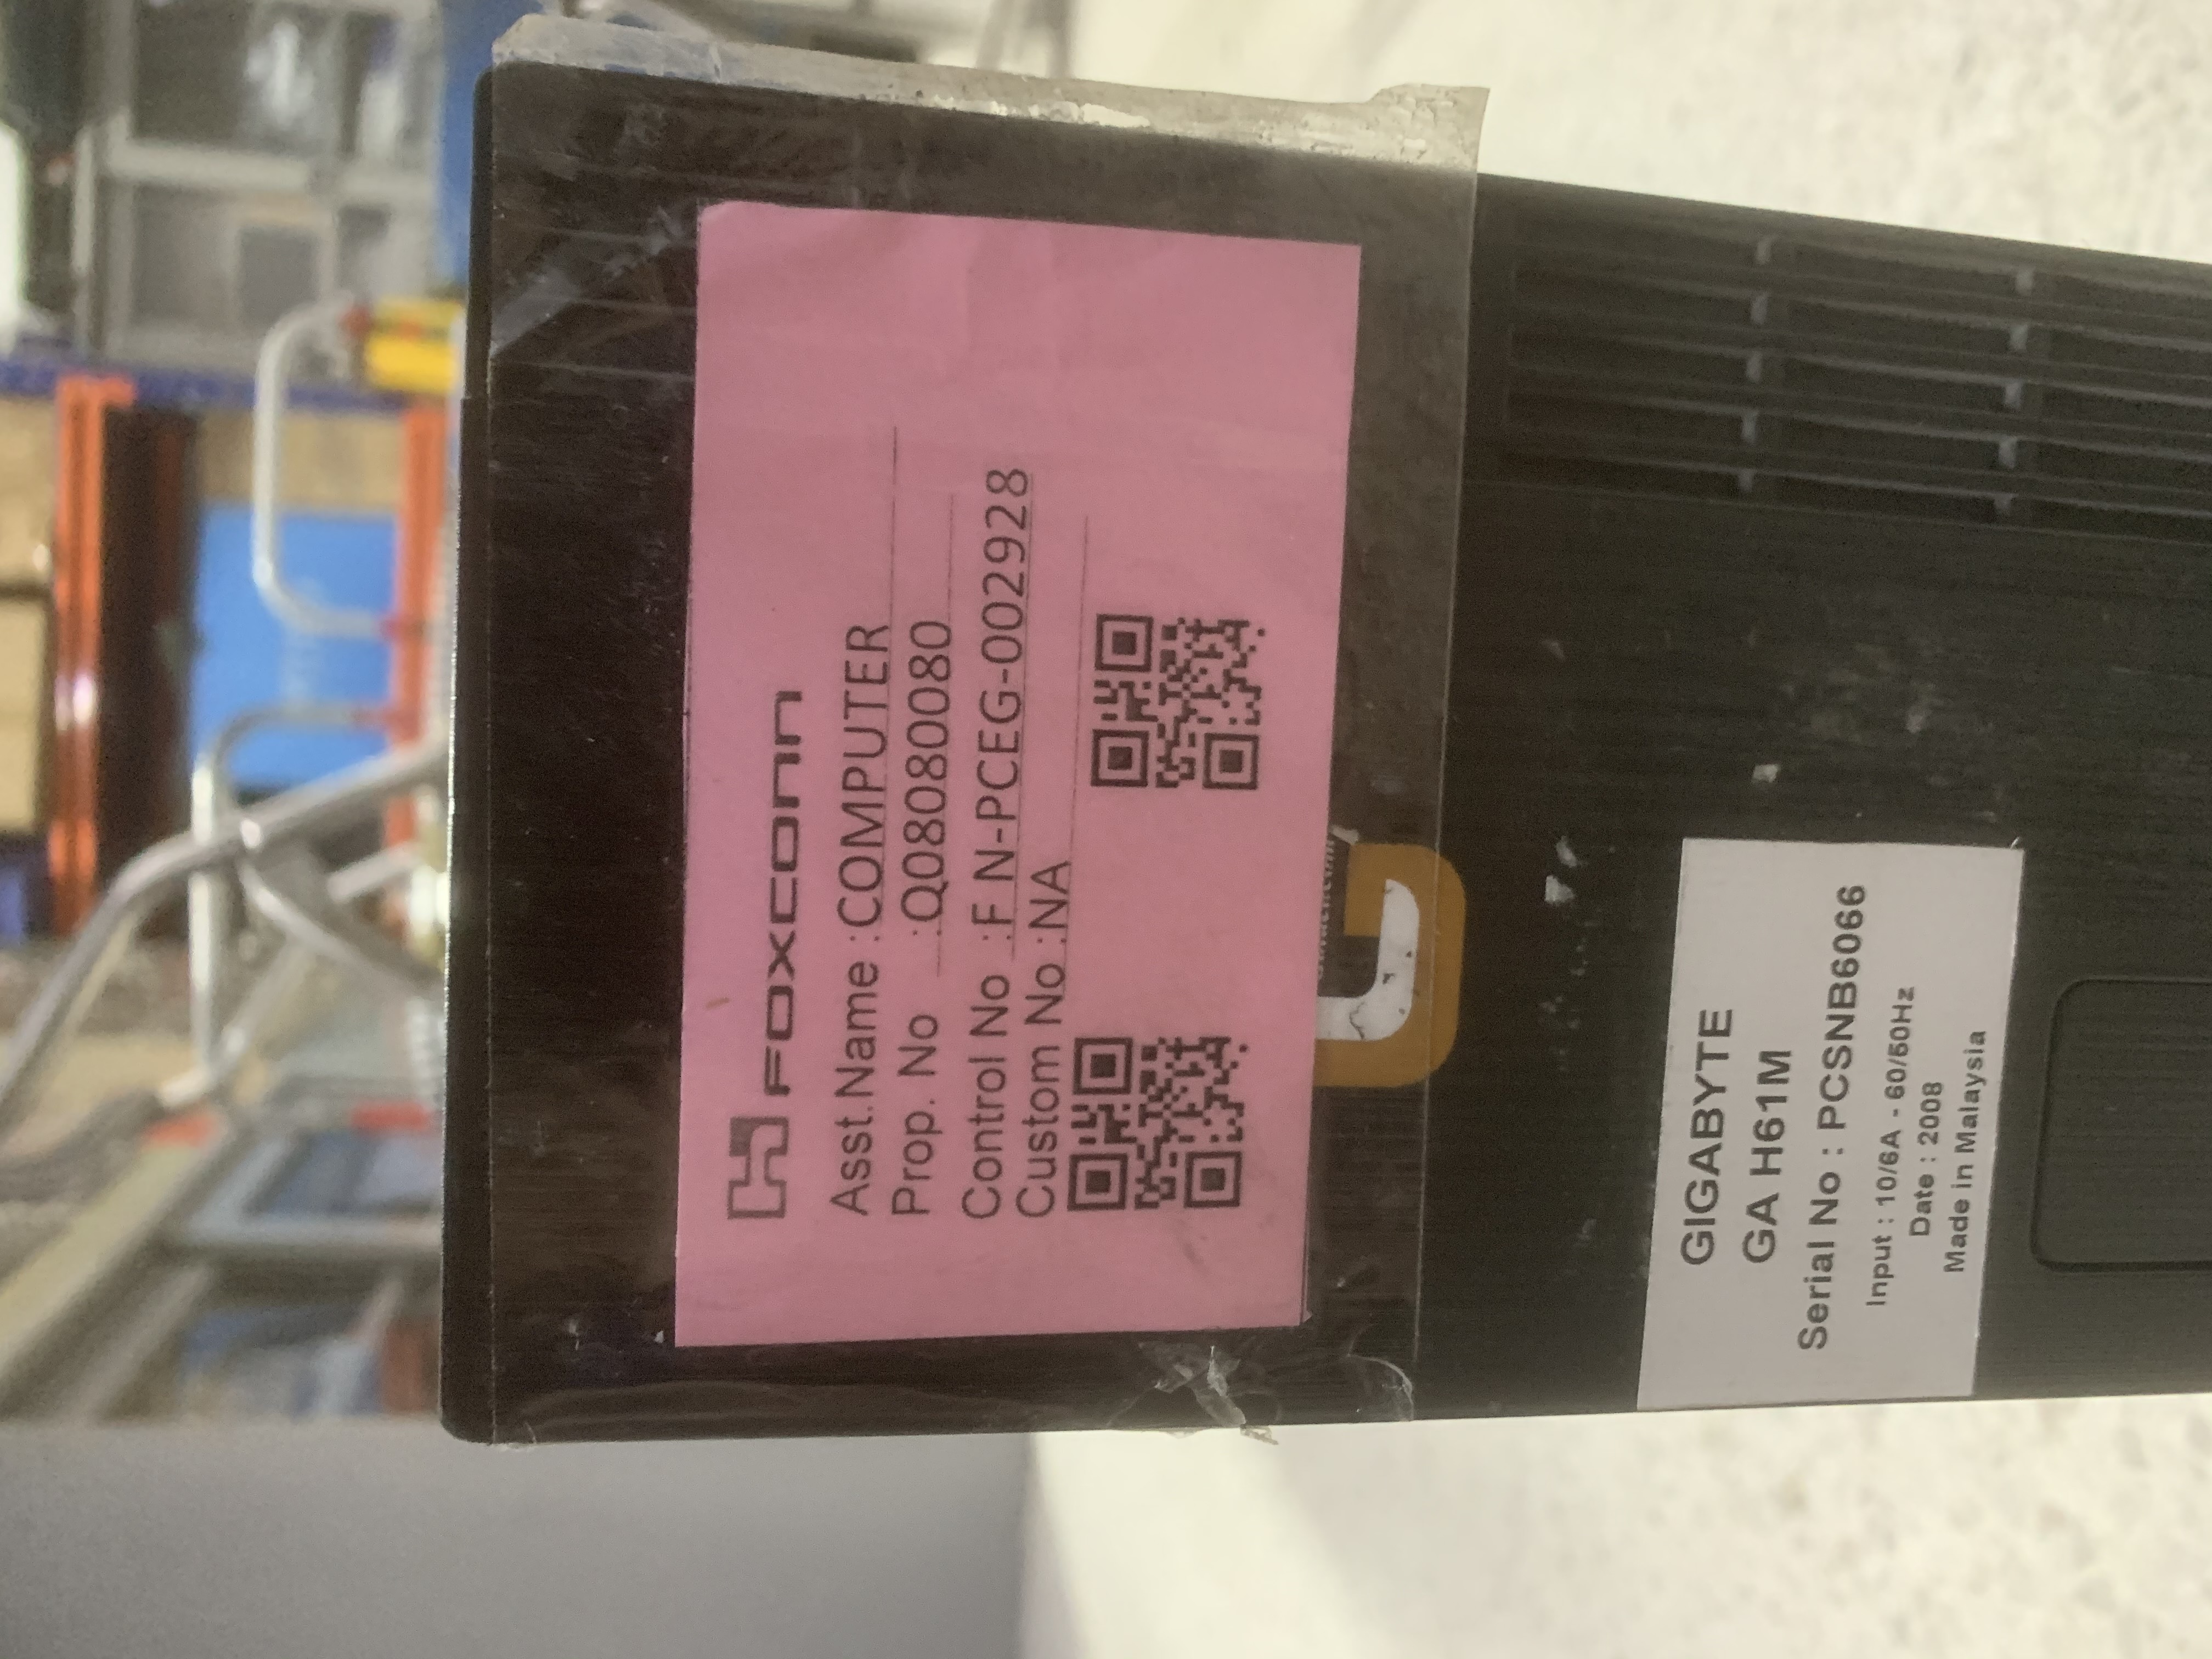 FOXCONN
Asst.Name :COMPUTER
Prop. No :Q08080080
Control No :F N-PCEG-002928
Custom No :NA
G
GIGABYTE
GA H61M
Serial No : PCSNB6066
Input : 10/6A - 60/50Hz
Date : 2008
Made in Malaysia